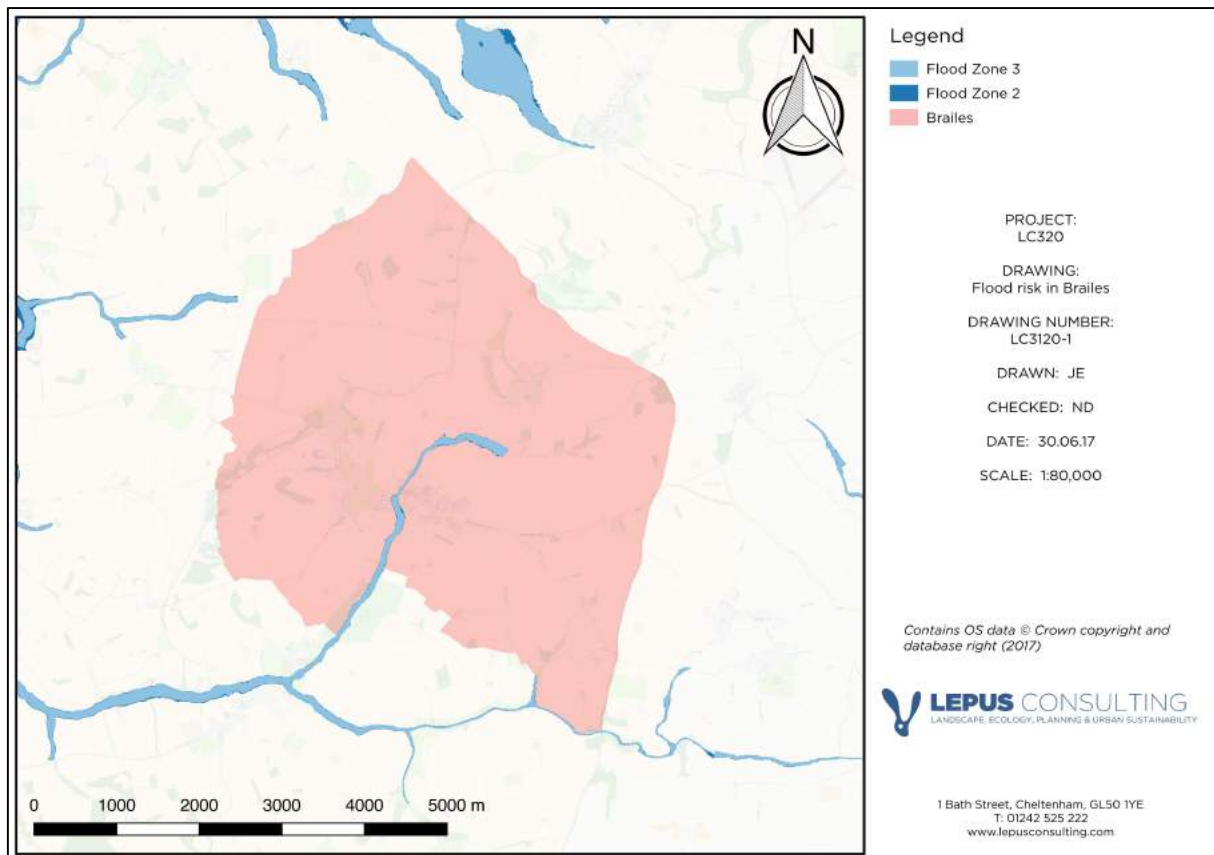 N
0 1000 2000 3000 4000 5000 m
Legend
Flood Zone 3
Flood Zone 2
Brailes
PROJECT:
LC320
DRAWING:
Flood risk in Brailes
DRAWING NUMBER:
LC3120-1
DRAWN: JE
CHECKED: ND
DATE: 30.06.17
SCALE: 1:80,000
Contains OS data © Crown copyright and
database right (2017)
LEPUS CONSULTING
LANDSCAPE, ECOLOGY, PLANNING & URBAN SUSTAINABILITY
1 Bath Street, Cheltenham, GL50 1YE
T: 01242 525 222
www.lepusconsulting.com